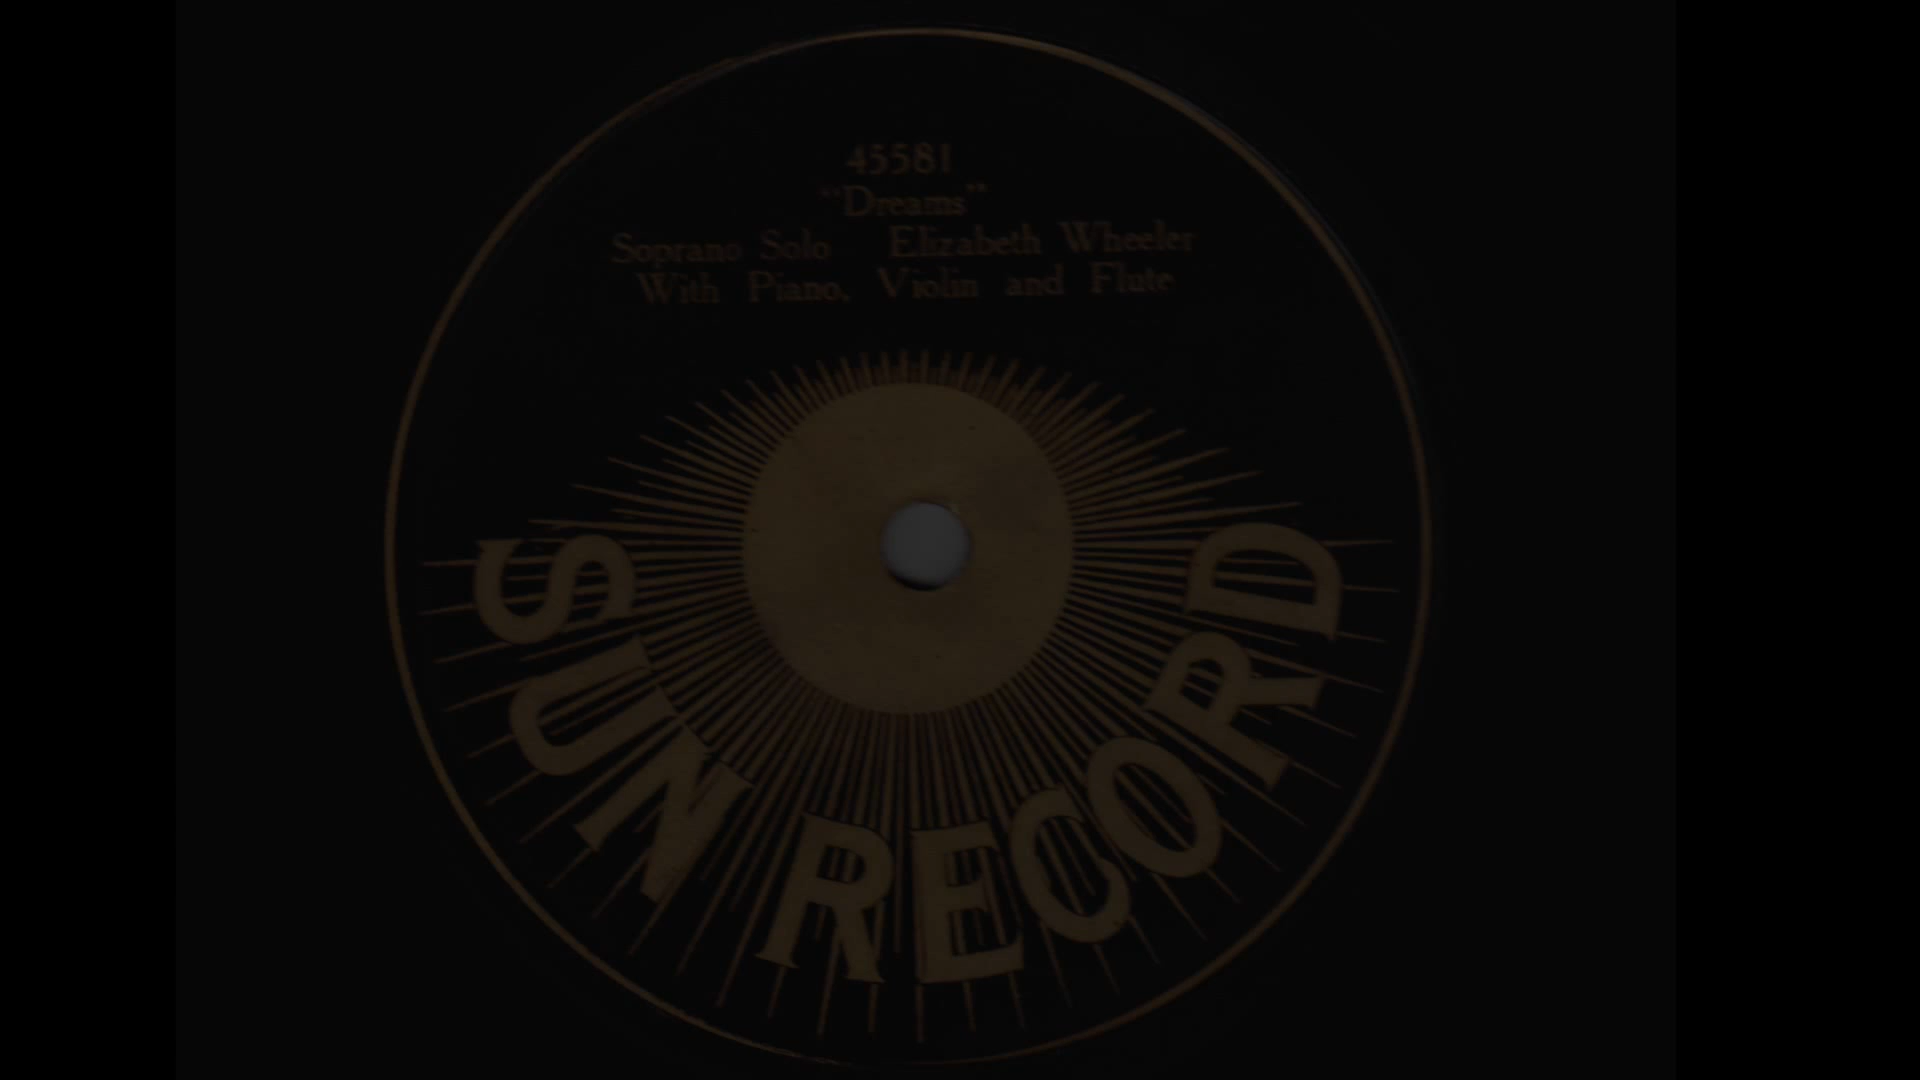 45581
"Dreams"
Soprano Solo Elizabeth Wheeler
With Piano, Violin and Flute
SUN RECORD